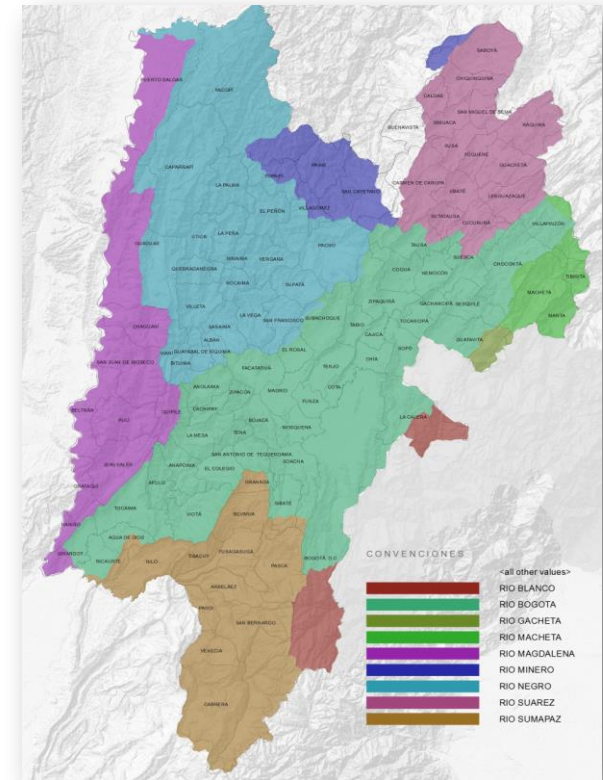 SABOYA
PUERTO SALGAR
CHIQUINQUIRA
YACOPI
CALDAS
SAN MIGUEL DE SEMA
RAQUIRA
BUENAVISTA
SIMIJACA
SUSA
FUQUENE
GUACHETA
CAPARRAPI
PAIME
LA PALMA
SAN CAYETANO
CARMEN DE CARUPA
UBATE
LENGUAZAQUE
VILLAGOMEZ
EL PEÑON
SUTATAUSA
CUCUNUBA
VILLAPINZON
UTICA
LA PEÑA
PACHO
GUADUAS
TAUSA
SUESCA
CHOCONTA
NIMAIMA
VERGARA
QUEBRADANEGRA
COGUA
NEMOCON
TIBIRITA
NOCAIMA
SUPATA
ZIPAQUIRA
GACHANCIPA
SESQUILE
MACHETA
VILLETA
LA VEGA
SAN FRANCISCO
SUBACHOQUE
TABIO
TOCANCIPA
MANTA
CHAGUANI
SASAIMA
CAJICA
GUATAVITA
ALBAN
EL ROSAL
SOPO
SAN JUAN DE RIOSECO
VIANI
GUAYABAL DE SIQUIMA
BITUIMA
FACATATIVA
TENJO
CHIA
ANOLAIMA
ZIPACON
MADRID
COTA
BELTRAN
QUIPILE
CACHIPAY
FUNZA
PULI
BOJACA
MOSQUERA
LA CALERA
LA MESA
TENA
SAN ANTONIO DE TEQUENDAMA
JERUSALEN
ANAPOIMA
EL COLEGIO
SOACHA
APULO
GRANADA
TOCAIMA
VIOTA
SILVANIA
SIBATE
NARIÑO
AGUA DE DIOS
GIRARDOT
RICAURTE
NILO
TIBACUY
FUSAGASUGA
PASCA
BOGOTÁ D.C
ARBELAEZ
PANDI
SAN BERNARDO
VENECIA
CABRERA
CONVENCIONES
<all other values>
RIO BLANCO
RIO BOGOTA
RIO GACHETA
RIO MACHETA
RIO MAGDALENA
RIO MINERO
RIO NEGRO
RIO SUAREZ
RIO SUMAPAZ